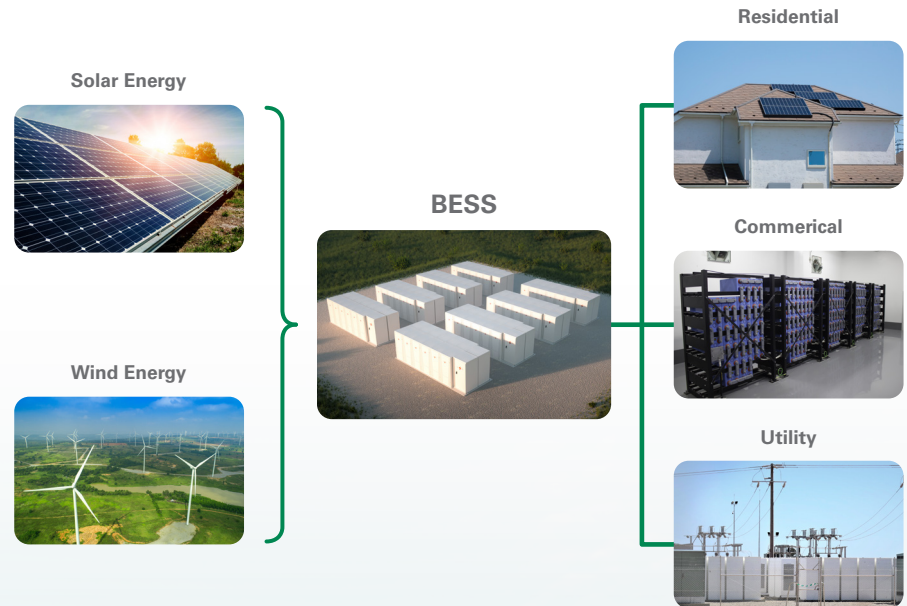 Solar Energy
Wind Energy
BESS
Residential
Commerical
Utility